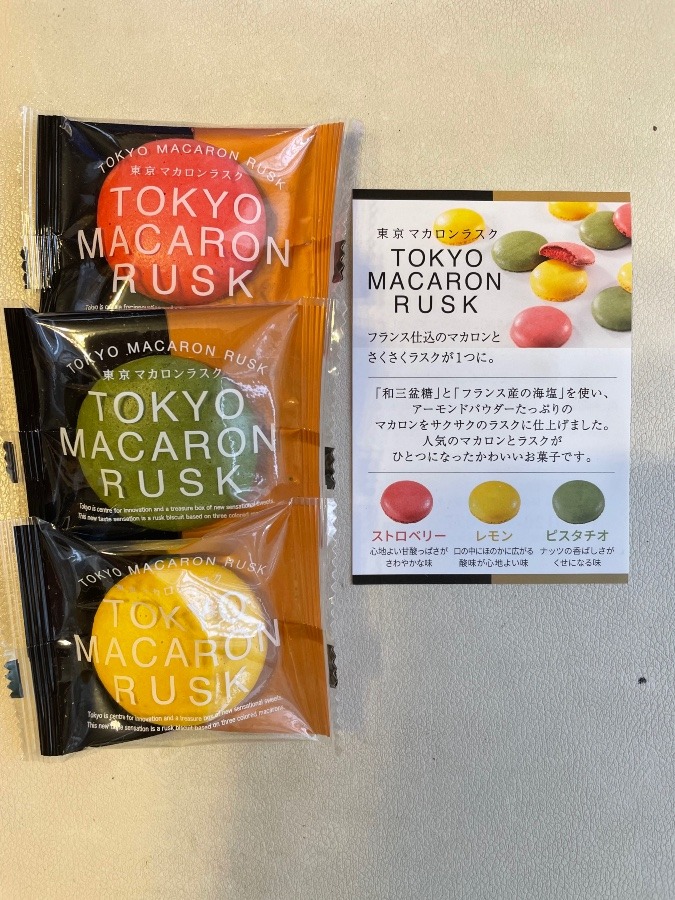 TOKYO MACARON RUSK
東京マカロンラスク
TOKYO
MACARON
RUSK
TOKYO MACARON RUSK
東京マカロンラスク
TOKYO
MACARON
RUSK
Tokyo is centre for innovation and a treasure box of new sensational sweets.
This new taste sensation is a rusk biscuit based on three colored macarons.
TOKYO MACARON RUSK
マカロンラスク
TOKYO
MACARON
RUSK
Tokyo is centre for innovation and a treasure box of new sensational sweets.
This new taste sensation is a rusk biscuit based on three colored macarons.
東京マカロンラスク
TOKYO
MACARON
RUSK
フランス仕込のマカロンと
さくさくラスクが1つに。
「和三盆糖」と「フランス産の海塩」を使い、
アーモンドパウダーたっぷりの
マカロンをサクサクのラスクに仕上げました。
人気のマカロンとラスクが
ひとつになったかわいいお菓子です。
ストロベリー
心地よい甘酸っぱさが
さわやかな味
レモン
口の中にほのかに広がる
酸味が心地よい味
ピスタチオ
ナッツの香ばしさが
くせになる味